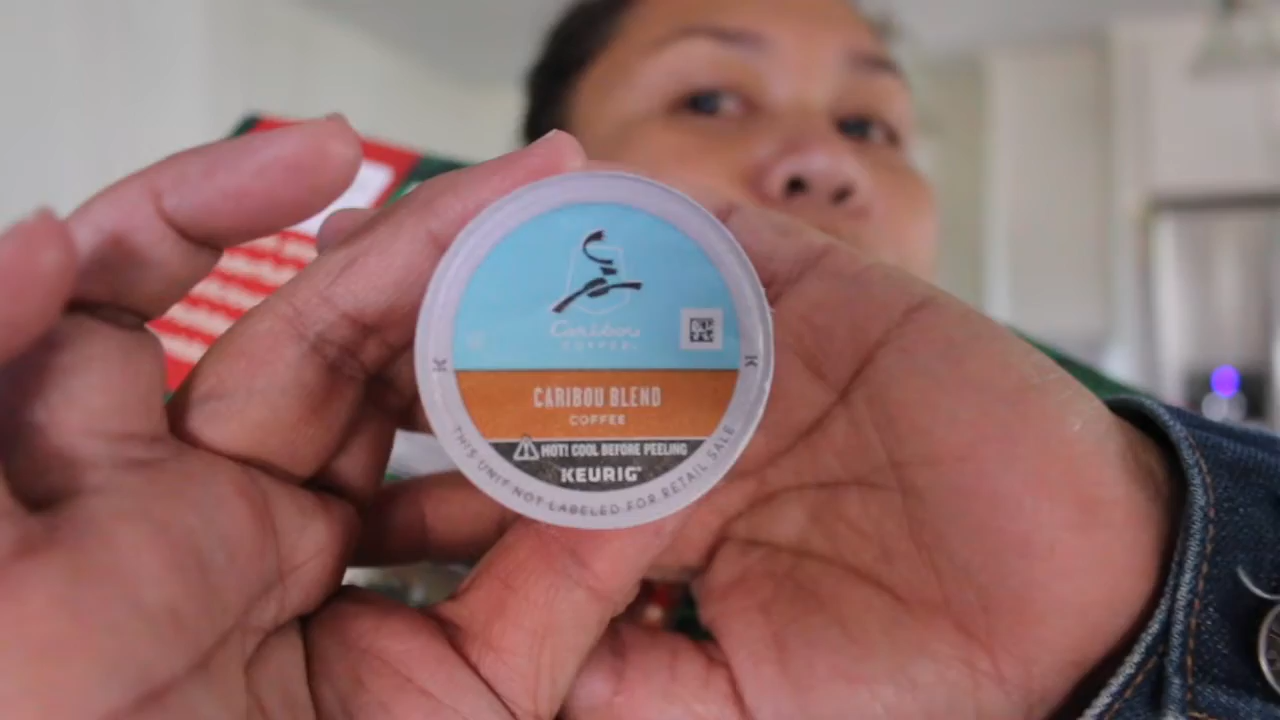 Caribou
COFFEE
CARIBOU BLEND
COFFEE
HOT! COOL BEFORE PEELING
KEURIG
THIS UNIT NOT LABELED FOR RETAIL SALE
K
K